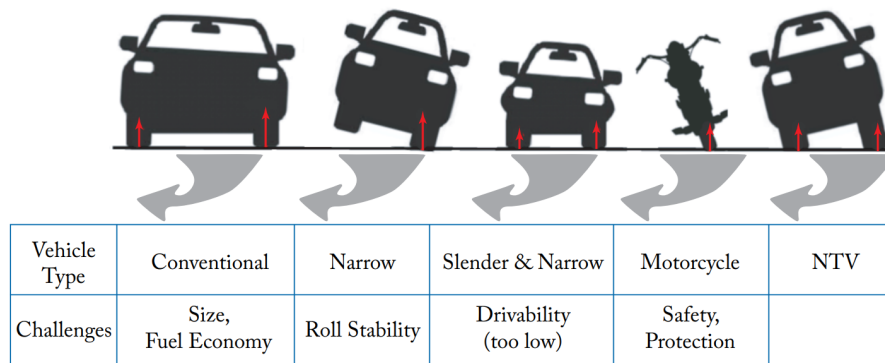 Vehicle
Type
Conventional
Narrow
Slender & Narrow
Motorcycle
NTV
Challenges
Size,
Fuel Economy
Roll Stability
Drivability
(too low)
Safety,
Protection